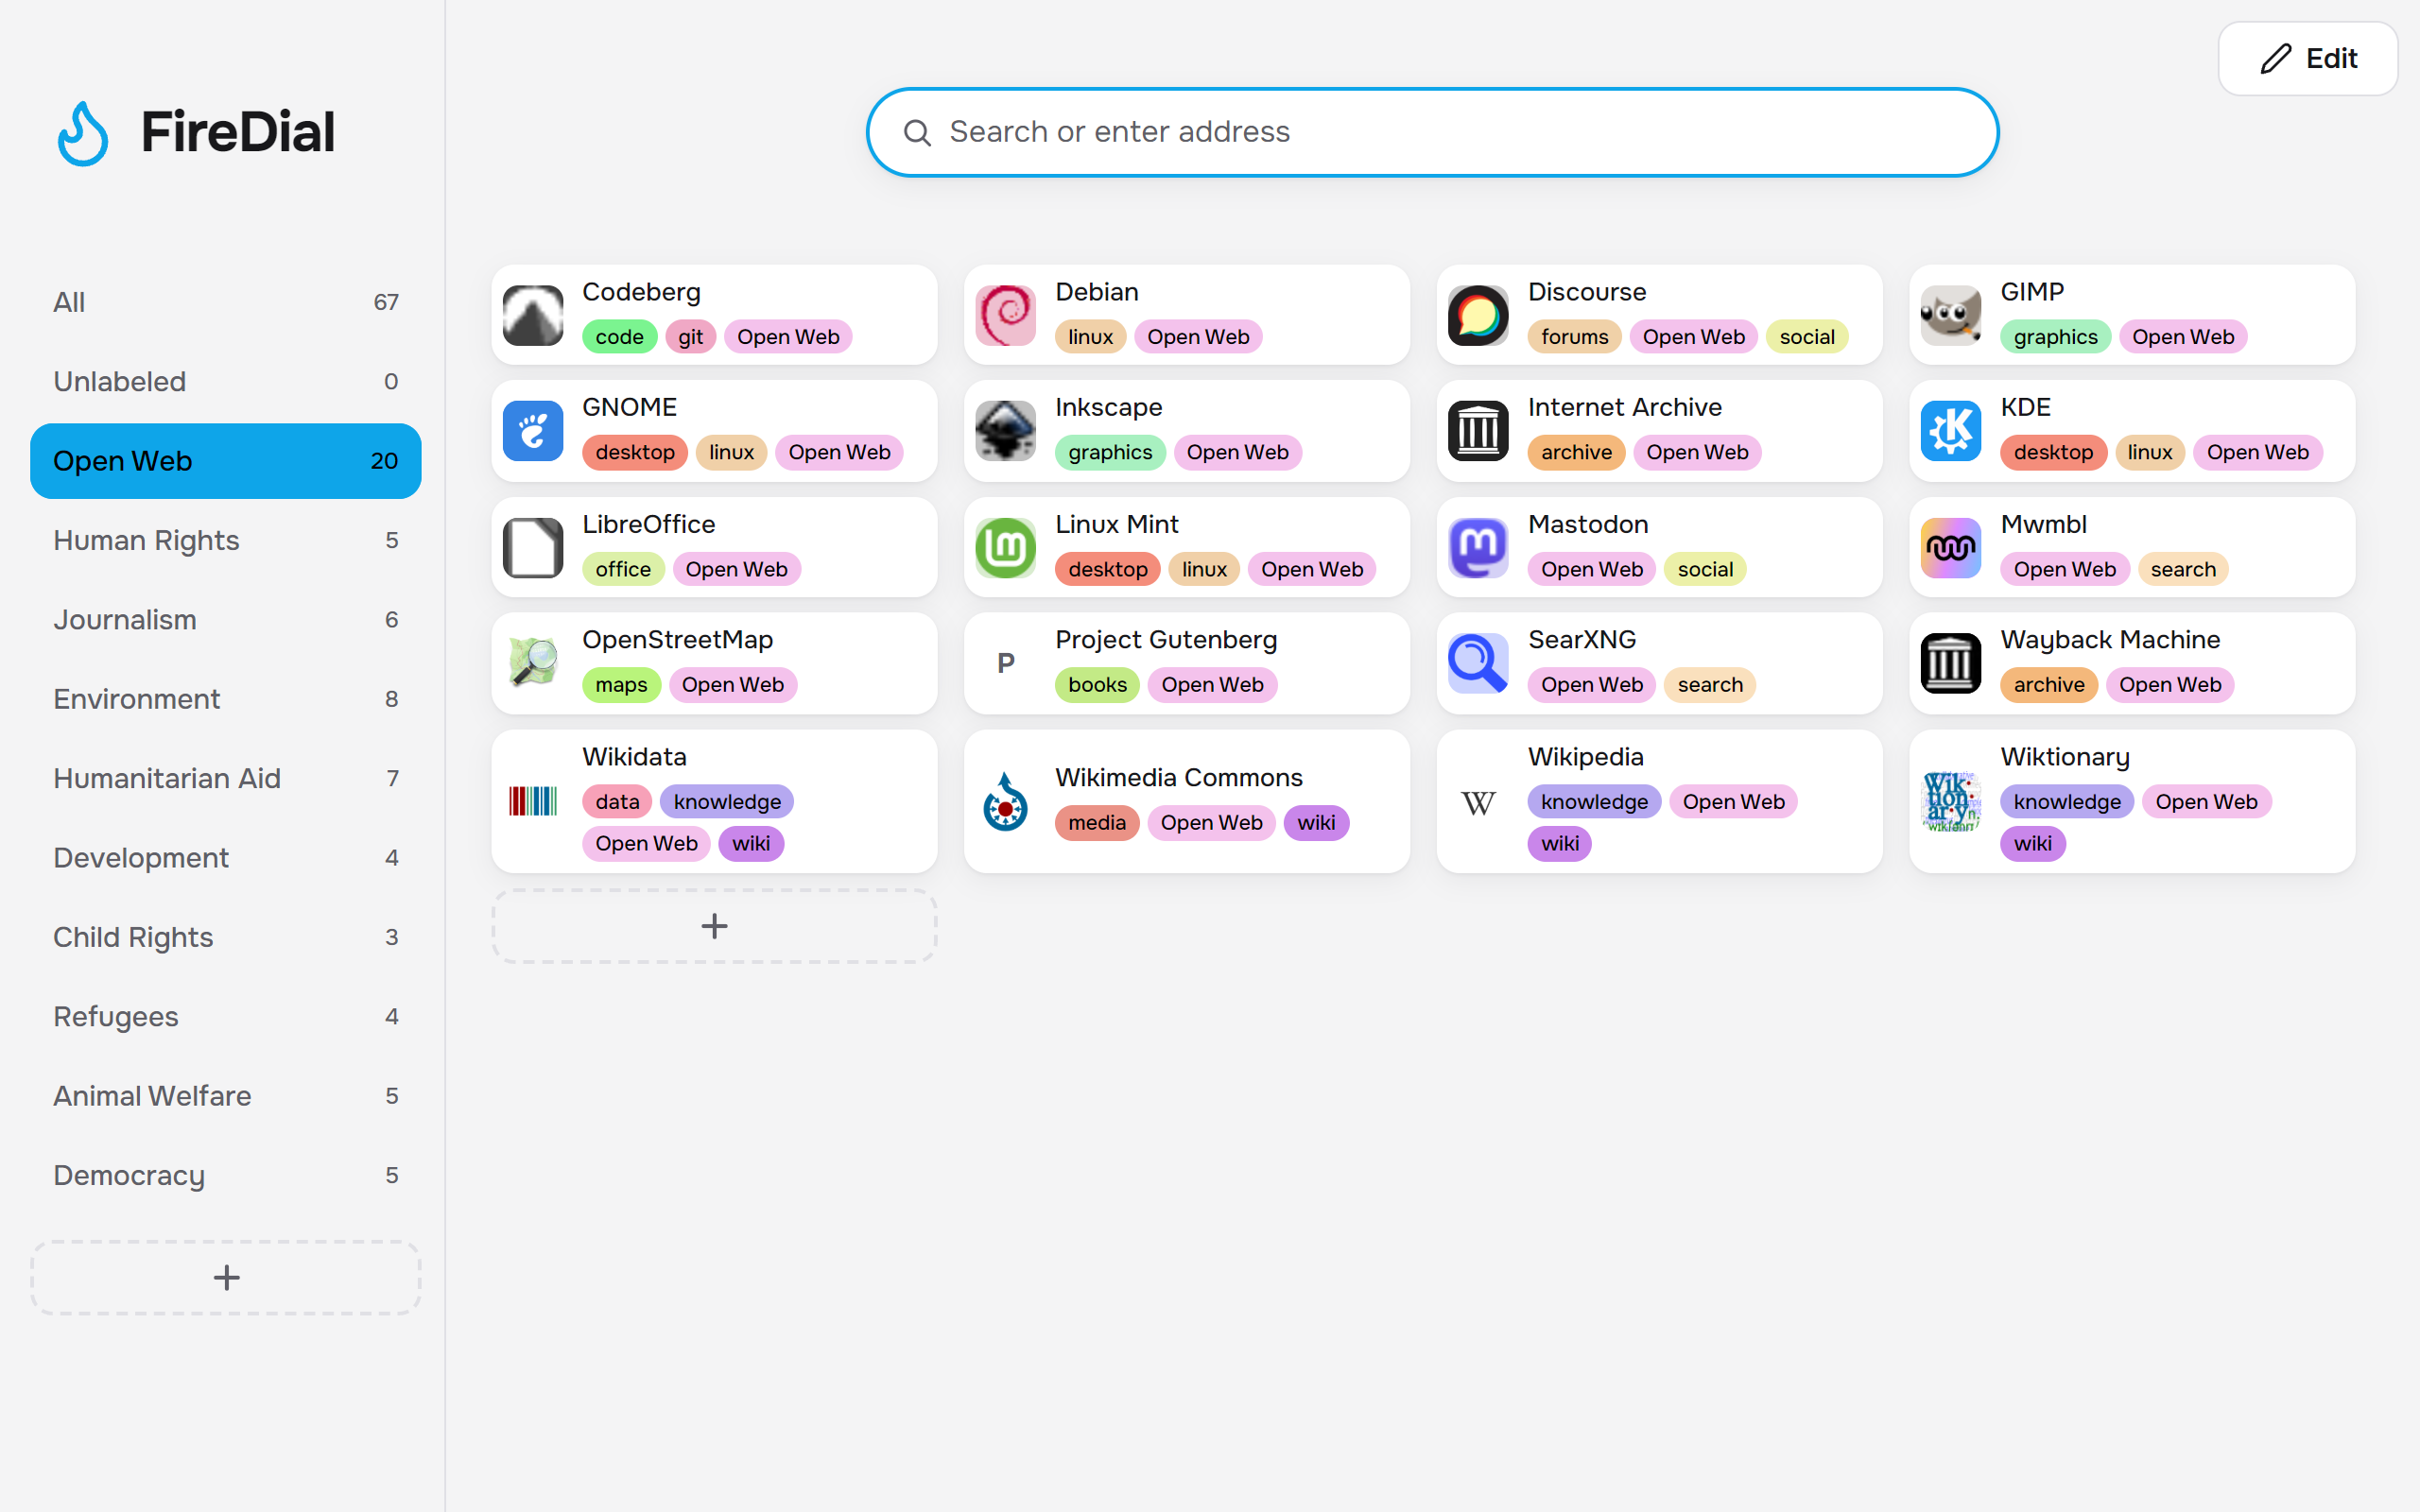 FireDial
Edit
Search or enter address
All 67
Unlabeled 0
Open Web 20
Human Rights 5
Journalism 6
Environment 8
Humanitarian Aid 7
Development 4
Child Rights 3
Refugees 4
Animal Welfare 5
Democracy 5
Codeberg
code git Open Web
Debian
linux Open Web
Discourse
forums Open Web social
GIMP
graphics Open Web
GNOME
desktop linux Open Web
Inkscape
graphics Open Web
Internet Archive
archive Open Web
KDE
desktop linux Open Web
LibreOffice
office Open Web
Linux Mint
desktop linux Open Web
Mastodon
Open Web social
Mwmbl
Open Web search
OpenStreetMap
maps Open Web
P
Project Gutenberg
books Open Web
SearXNG
Open Web search
Wayback Machine
archive Open Web
Wikidata
data knowledge
Open Web wiki
Wikimedia Commons
media Open Web wiki
W
Wikipedia
knowledge Open Web
wiki
Wiktionary
knowledge Open Web
wiki